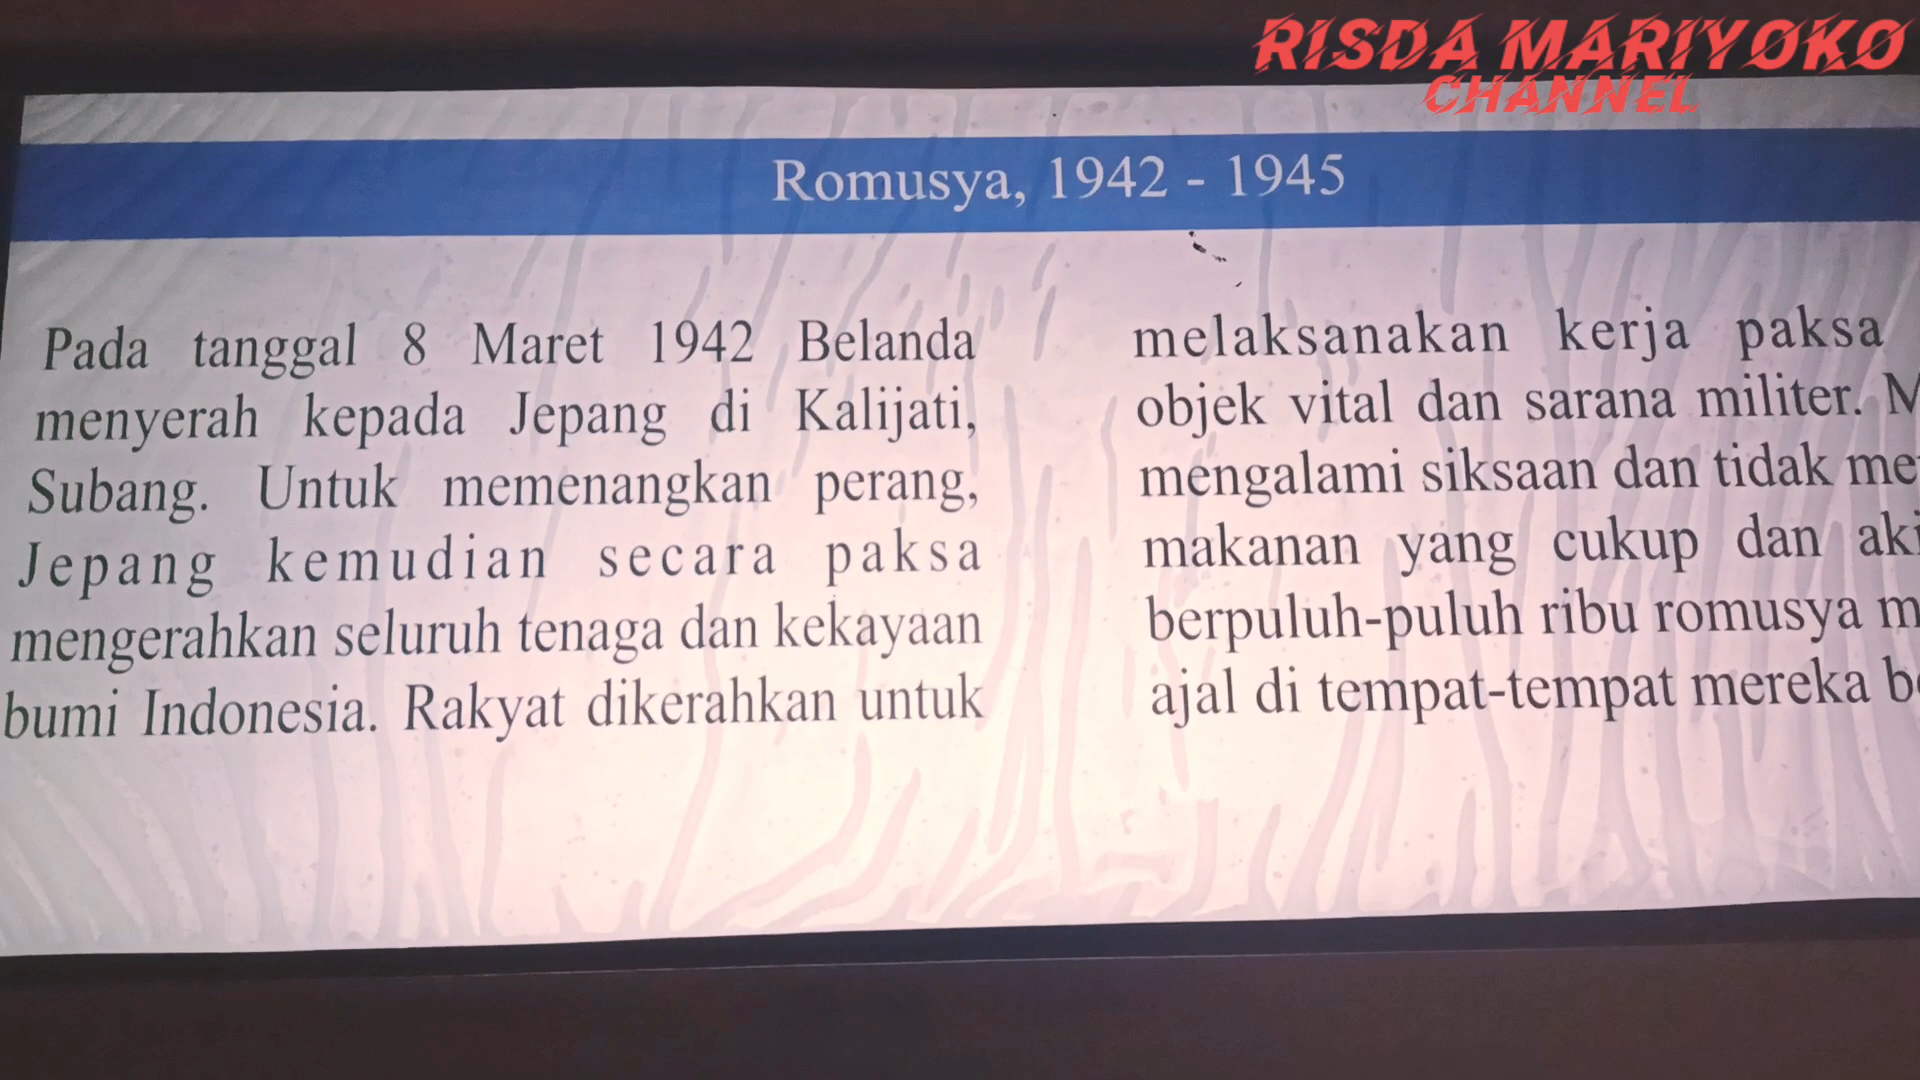 RISDA MARIYOKO
CHANNEL
Romusya, 1942 - 1945
Pada tanggal 8 Maret 1942 Belanda
menyerah kepada Jepang di Kalijati,
Subang. Untuk memenangkan perang,
Jepang kemudian secara paksa
mengerahkan seluruh tenaga dan kekayaan
bumi Indonesia. Rakyat dikerahkan untuk
melaksanakan kerja paksa
objek vital dan sarana militer.
mengalami siksaan dan tidak
makanan yang cukup dan
berpuluh-puluh ribu romusya
ajal di tempat-tempat mereka